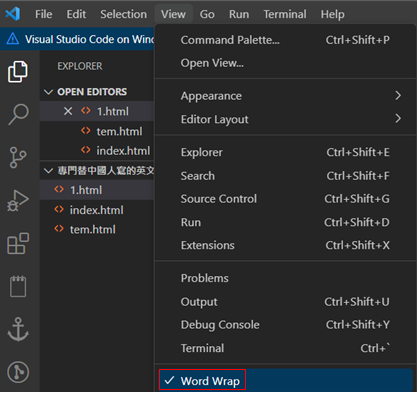 File Edit Selection View Go Run Terminal Help
Visual Studio Code on Wind
EXPLORER
OPEN EDITORS
1.html
tem.html
index.html
專門替中國人寫的英文
1.html
index.html
tem.html
Command Palette... Ctrl+Shift+P
Open View...
Appearance
Editor Layout
Explorer Ctrl+Shift+E
Search Ctrl+Shift+F
Source Control Ctrl+Shift+G
Run Ctrl+Shift+D
Extensions Ctrl+Shift+X
Problems
Output Ctrl+Shift+U
Debug Console Ctrl+Shift+Y
Terminal Ctrl+`
Word Wrap